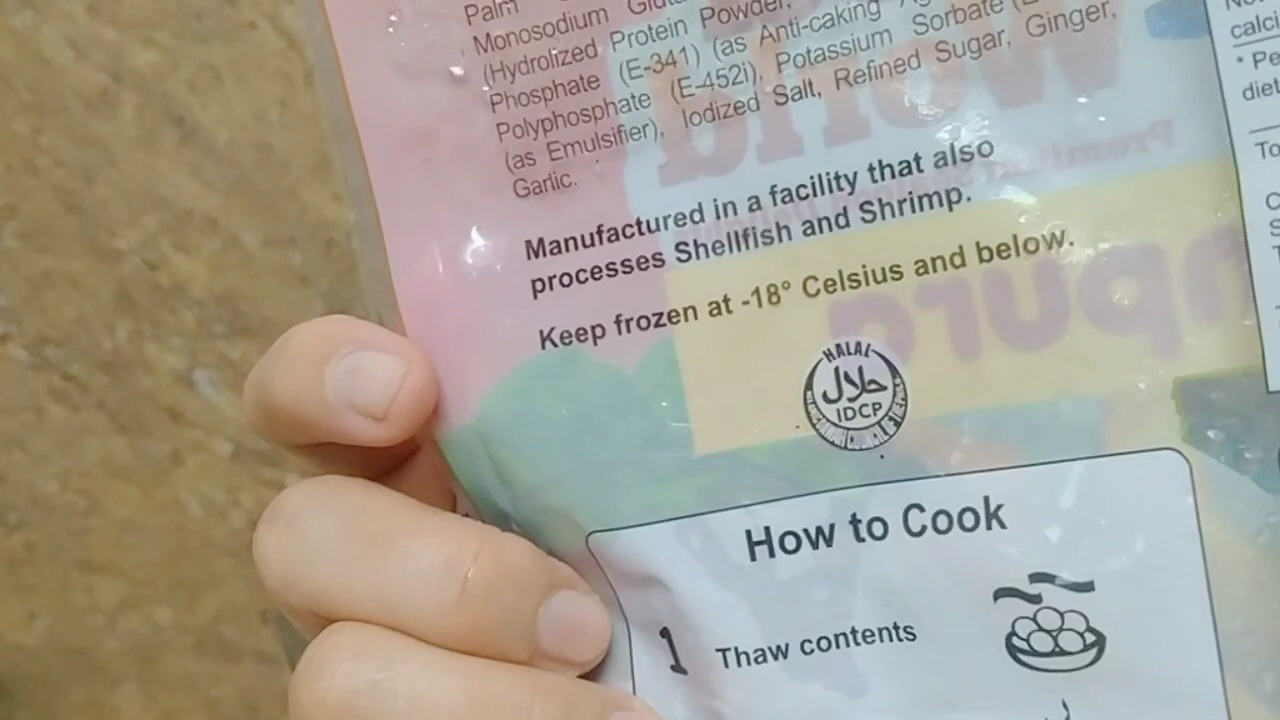 Palm
Monosodium
(Hydrolized Protein Powder,
Phosphate (E-341) (as Anti-caking
Polyphosphate (E-452i), Potassium Sorbate
(as Emulsifier), Iodized Salt, Refined Sugar, Ginger,
Garlic.
Manufactured in a facility that also
processes Shellfish and Shrimp.
Keep frozen at -18° Celsius and below.
HALAL
حلال
IDCP
How to Cook
1 Thaw contents